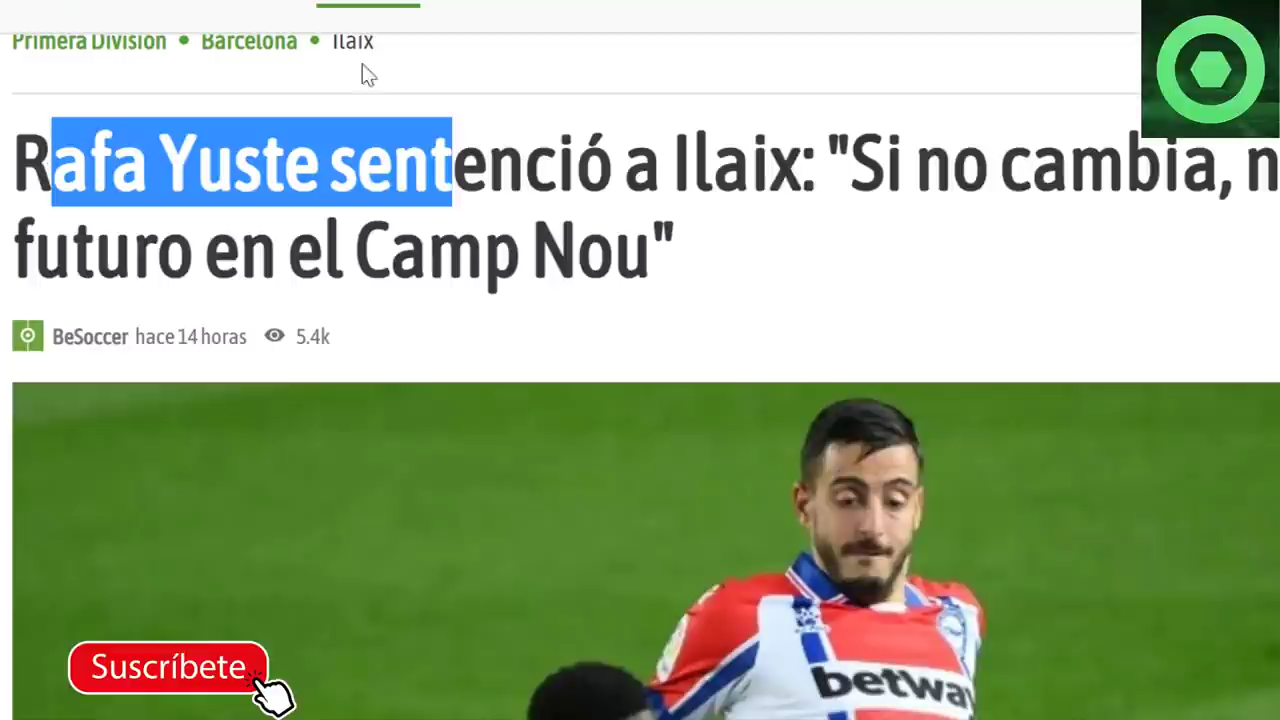 Primera División • Barcelona • Ilaix
Rafa Yuste sentenció a Ilaix: "Si no cambia,
futuro en el Camp Nou"
BeSoccer hace 14 horas 5.4k
betway
Suscríbete